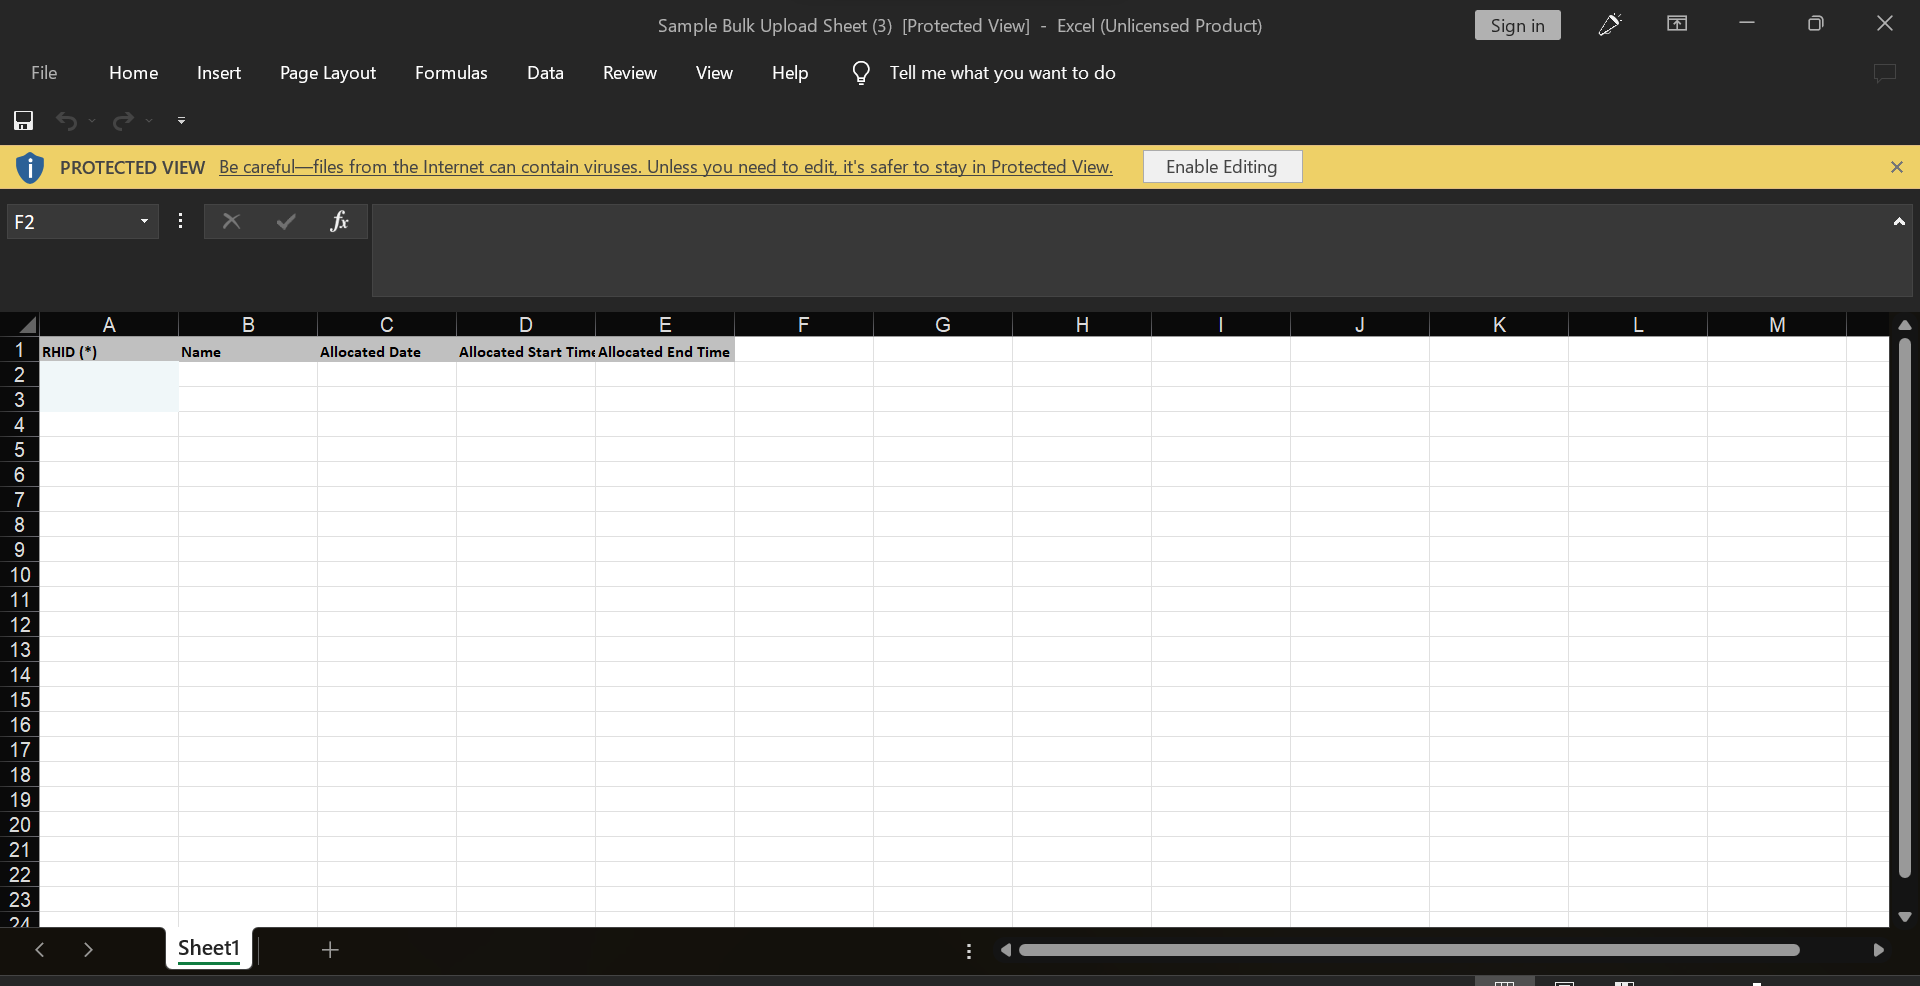 Sample Bulk Upload Sheet (3) [Protected View] - Excel (Unlicensed Product)
Sign in
File Home Insert Page Layout Formulas Data Review View Help Tell me what you want to do
PROTECTED VIEW Be careful—files from the Internet can contain viruses. Unless you need to edit, it's safer to stay in Protected View. Enable Editing
F2 fx
A B C D E F G H I J K L M
1 RHID (*) Name Allocated Date Allocated Start Time Allocated End Time
2
3
4
5
6
7
8
9
10
11
12
13
14
15
16
17
18
19
20
21
22
23
24
Sheet1